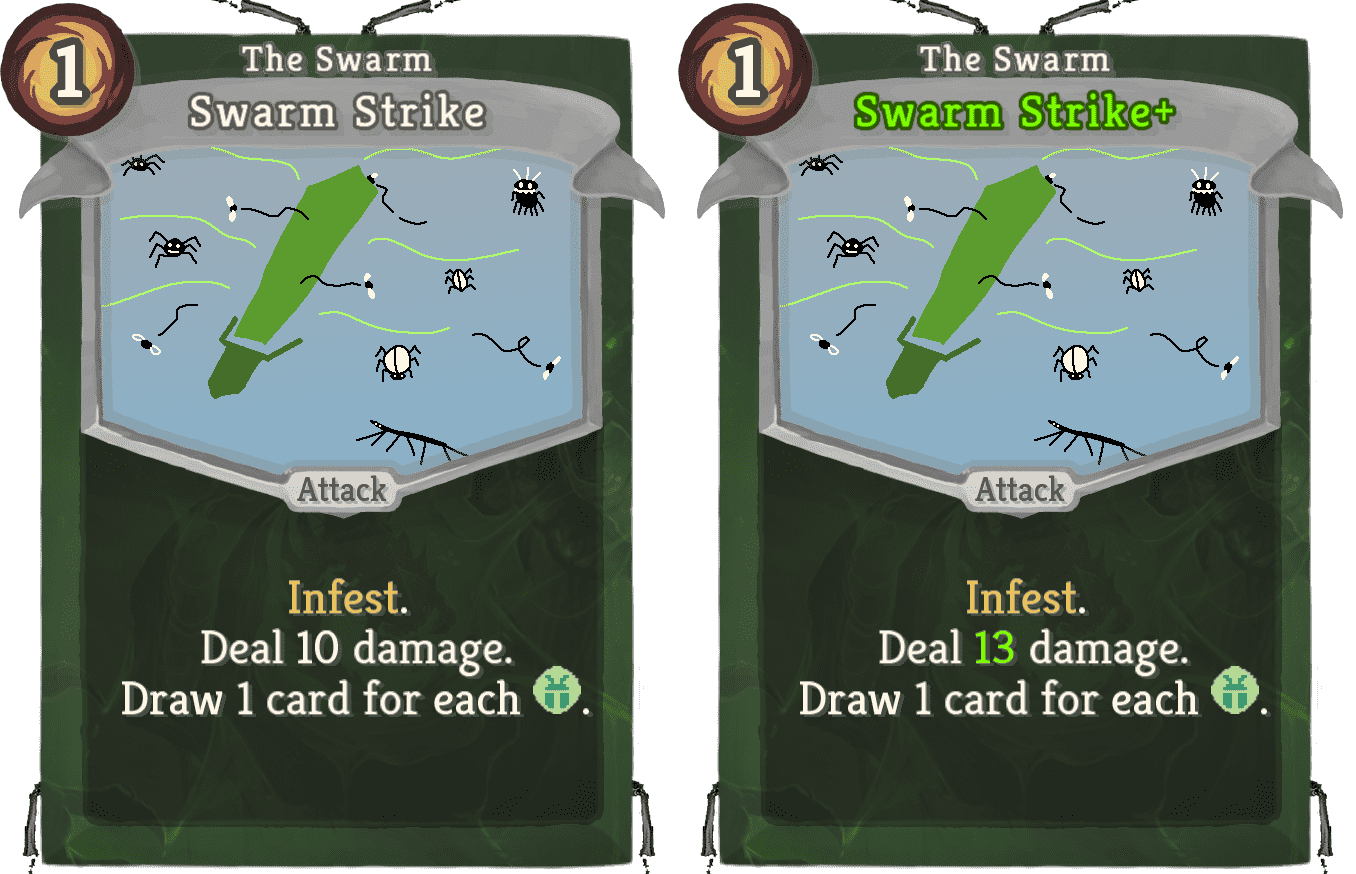 1
The Swarm
Swarm Strike
Attack
Infest.
Deal 10 damage.
Draw 1 card for each .
1
The Swarm
Swarm Strike+
Attack
Infest.
Deal 13 damage.
Draw 1 card for each .